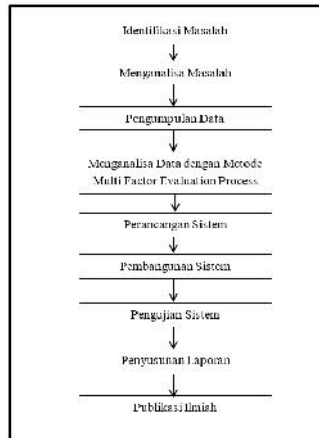 Identifikasi Masalah
Menganalisa Masalah
Pengumpulan Data
Menganalisa Data dengan Metode
Multi Factor Evaluation Process
Perancangan Sistem
Pembangunan Sistem
Pengujian Sistem
Penyusunan Laporan
Publikasi Ilmiah